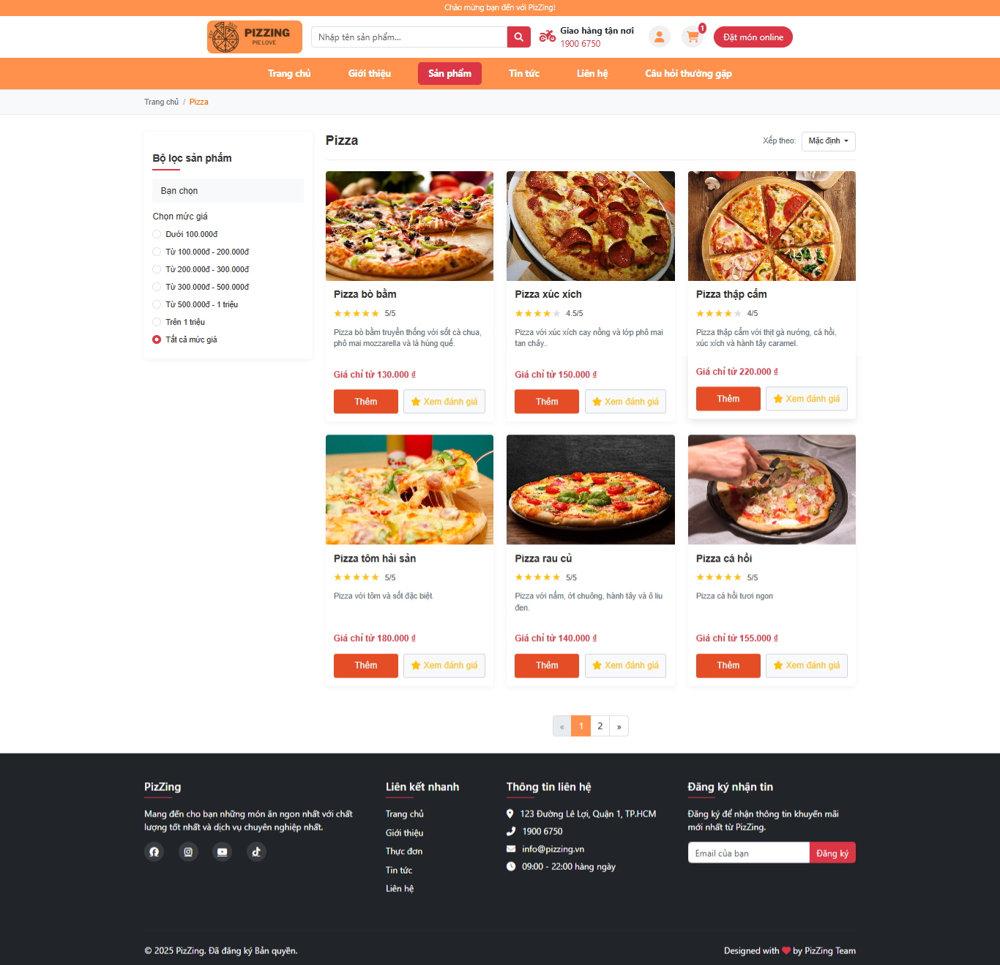 Chào mừng bạn đến với PizZing!
PIZZING
PIE LOVE
Nhập tên sản phẩm...
Giao hàng tận nơi
1900 6750
1
Đặt món online
Trang chủ
Giới thiệu
Sản phẩm
Tin tức
Liên hệ
Câu hỏi thường gặp
Trang chủ / Pizza
Bộ lọc sản phẩm
Bạn chọn
Chọn mức giá
Dưới 100.000đ
Từ 100.000đ - 200.000đ
Từ 200.000đ - 300.000đ
Từ 300.000đ - 500.000đ
Từ 500.000đ - 1 triệu
Trên 1 triệu
Tất cả mức giá
Pizza
Xếp theo: Mặc định
Pizza bò bằm
5/5
Pizza bò bằm truyền thống với sốt cà chua,
phô mai mozzarella và lá húng quế.
Giá chỉ từ 130.000 ₫
Thêm
Xem đánh giá
Pizza xúc xích
4.5/5
Pizza với xúc xích cay nồng và lớp phô mai
tan chảy..
Giá chỉ từ 150.000 ₫
Thêm
Xem đánh giá
Pizza thập cẩm
4/5
Pizza thập cẩm với thịt gà nướng, cá hồi,
xúc xích và hành tây caramel.
Giá chỉ từ 220.000 ₫
Thêm
Xem đánh giá
Pizza tôm hải sản
5/5
Pizza với tôm và sốt đặc biệt.
Giá chỉ từ 180.000 ₫
Thêm
Xem đánh giá
Pizza rau củ
5/5
Pizza với nấm, ớt chuông, hành tây và ô liu
đen.
Giá chỉ từ 140.000 ₫
Thêm
Xem đánh giá
Pizza cá hồi
5/5
Pizza cá hồi tươi ngon
Giá chỉ từ 155.000 ₫
Thêm
Xem đánh giá
« 1 2 »
PizZing
Mang đến cho bạn những món ăn ngon nhất với chất
lượng tốt nhất và dịch vụ chuyên nghiệp nhất.
Liên kết nhanh
Trang chủ
Giới thiệu
Thực đơn
Tin tức
Liên hệ
Thông tin liên hệ
123 Đường Lê Lợi, Quận 1, TP.HCM
1900 6750
info@pizzing.vn
09:00 - 22:00 hàng ngày
Đăng ký nhận tin
Đăng ký để nhận thông tin khuyến mãi
mới nhất từ PizZing.
Email của bạn
Đăng ký
© 2025 PizZing. Đã đăng ký Bản quyền.
Designed with ❤ by PizZing Team